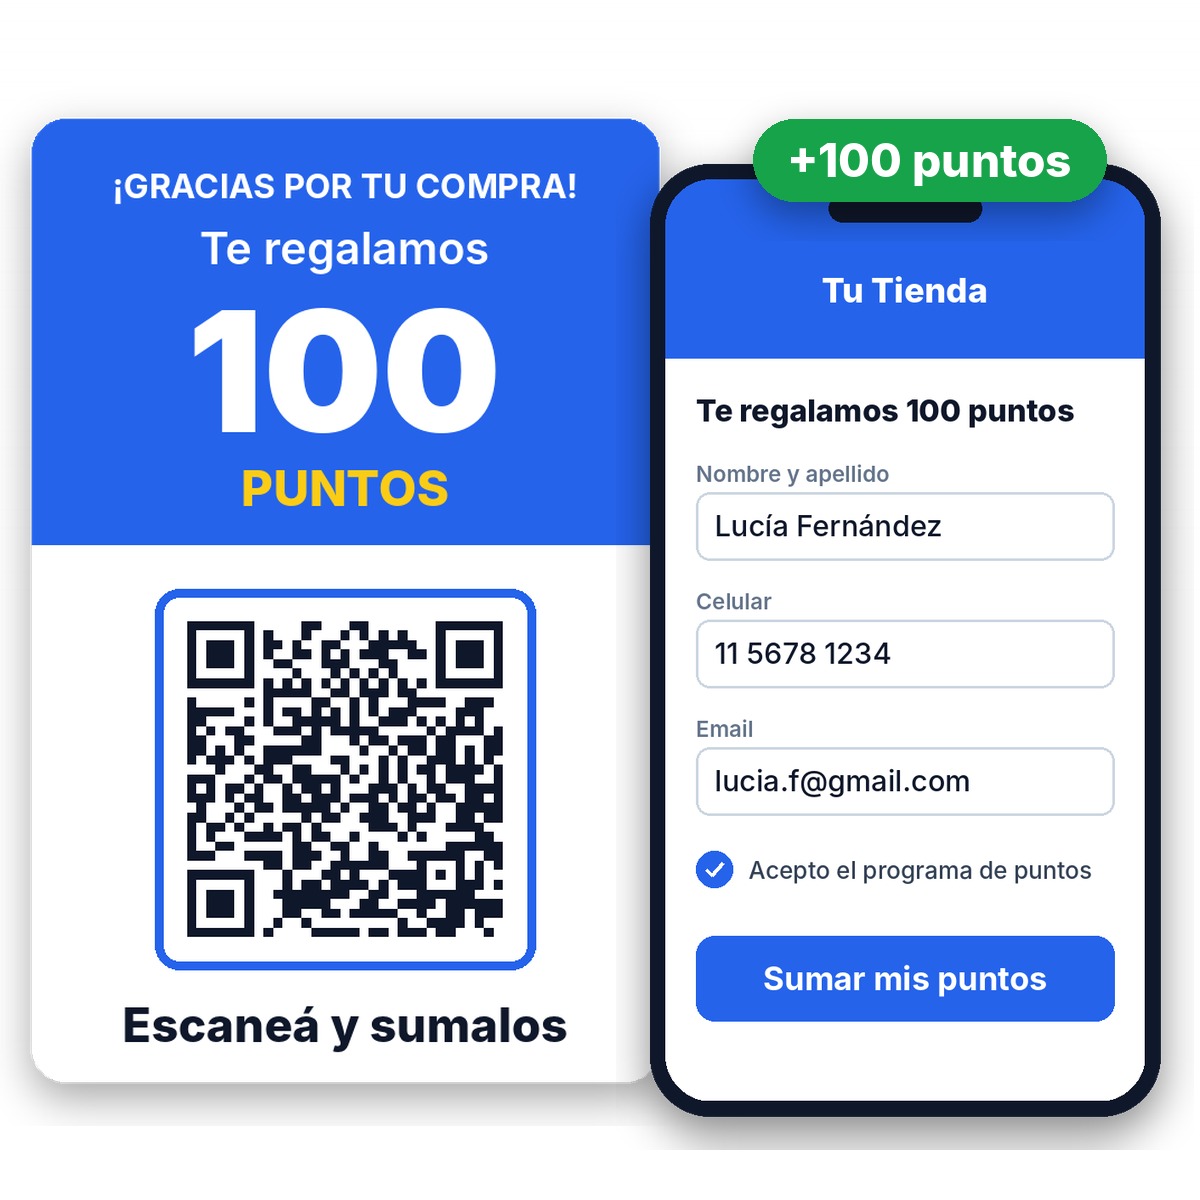 ¡GRACIAS POR TU COMPRA!
Te regalamos
100
PUNTOS
Escaneá y sumalos
+100 puntos
Tu Tienda
Te regalamos 100 puntos
Nombre y apellido
Lucía Fernández
Celular
11 5678 1234
Email
lucia.f@gmail.com
Acepto el programa de puntos
Sumar mis puntos